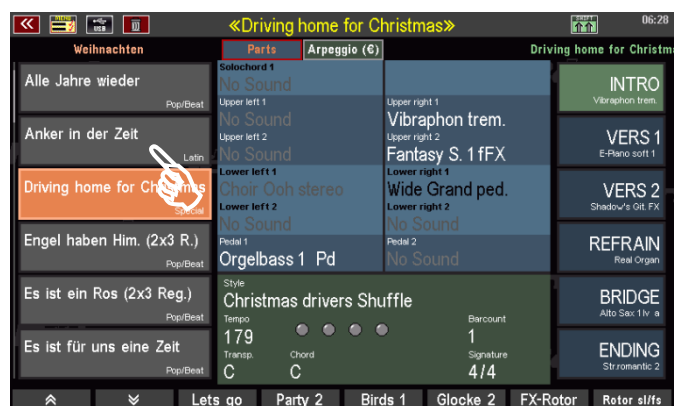 MENU
USB
«Driving home for Christmas»
SHIFT
06:28
Weihnachten
Parts
Arpeggio (€)
Driving home for Christm
Alle Jahre wieder
Pop/Beat
Anker in der Zeit
Latin
Driving home for Chr mas
Special
Engel haben Him. (2x3 R.)
Pop/Beat
Es ist ein Ros (2x3 Reg.)
Pop/Beat
Es ist für uns eine Zeit
Pop/Beat
Solochord 1
No Sound
Upper left 1
No Sound
Upper right 1
Vibraphon trem.
Upper left 2
No Sound
Upper right 2
Fantasy S. 1 fFX
Lower left 1
Choir Ooh stereo
Lower right 1
Wide Grand ped.
Lower left 2
No Sound
Lower right 2
No Sound
Pedal 1
Orgelbass 1 Pd
Pedal 2
No Sound
Style
Christmas drivers Shuffle
Tempo
179
Barcount
1
Transp.
C
Chord
C
Signature
4/4
INTRO
Vibraphon trem.
VERS 1
E-Piano soft 1
VERS 2
Shadow's Git. FX
REFRAIN
Real Organ
BRIDGE
Alto Sax 1lv a
ENDING
Str.romantic 2
Lets go
Party 2
Birds 1
Glocke 2
FX-Rotor
Rotor sl/fs